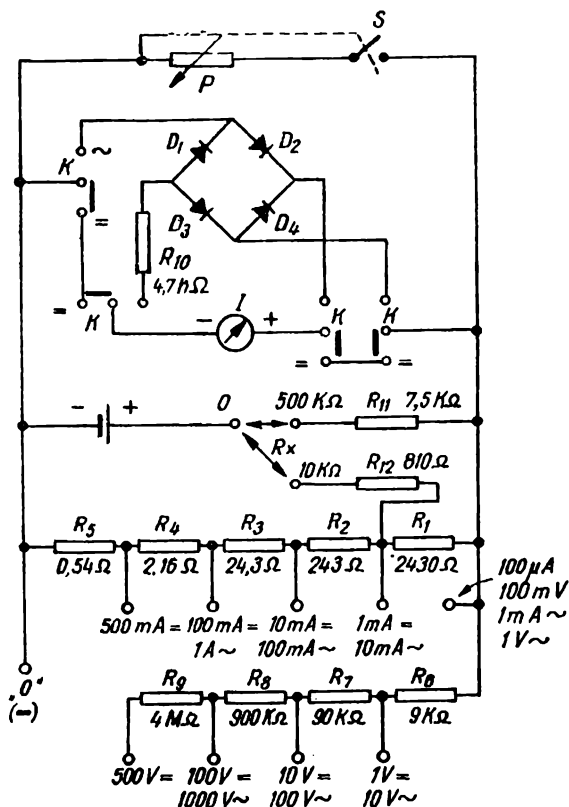 S
P
K ~
D₁ D₂
=
D₃ D₄
R₁₀
4,7 kΩ
I
K K
= K − +
= =
− + O 500 KΩ R₁₁ 7,5 KΩ
Rx
10 KΩ R₁₂ 810 Ω
R₅ R₄ R₃ R₂ R₁
0,54 Ω 2,16 Ω 24,3 Ω 243 Ω 2430 Ω
100 μA
100 mV
1 mA ~
1 V ~
500 mA = 100 mA = 10 mA = 1 mA =
1 A ~ 100 mA ~ 10 mA ~
"0"
(−)
R₉ R₈ R₇ R₆
4 MΩ 900 KΩ 90 KΩ 9 KΩ
500 V = 100 V = 10 V = 1 V =
1000 V ~ 100 V ~ 10 V ~